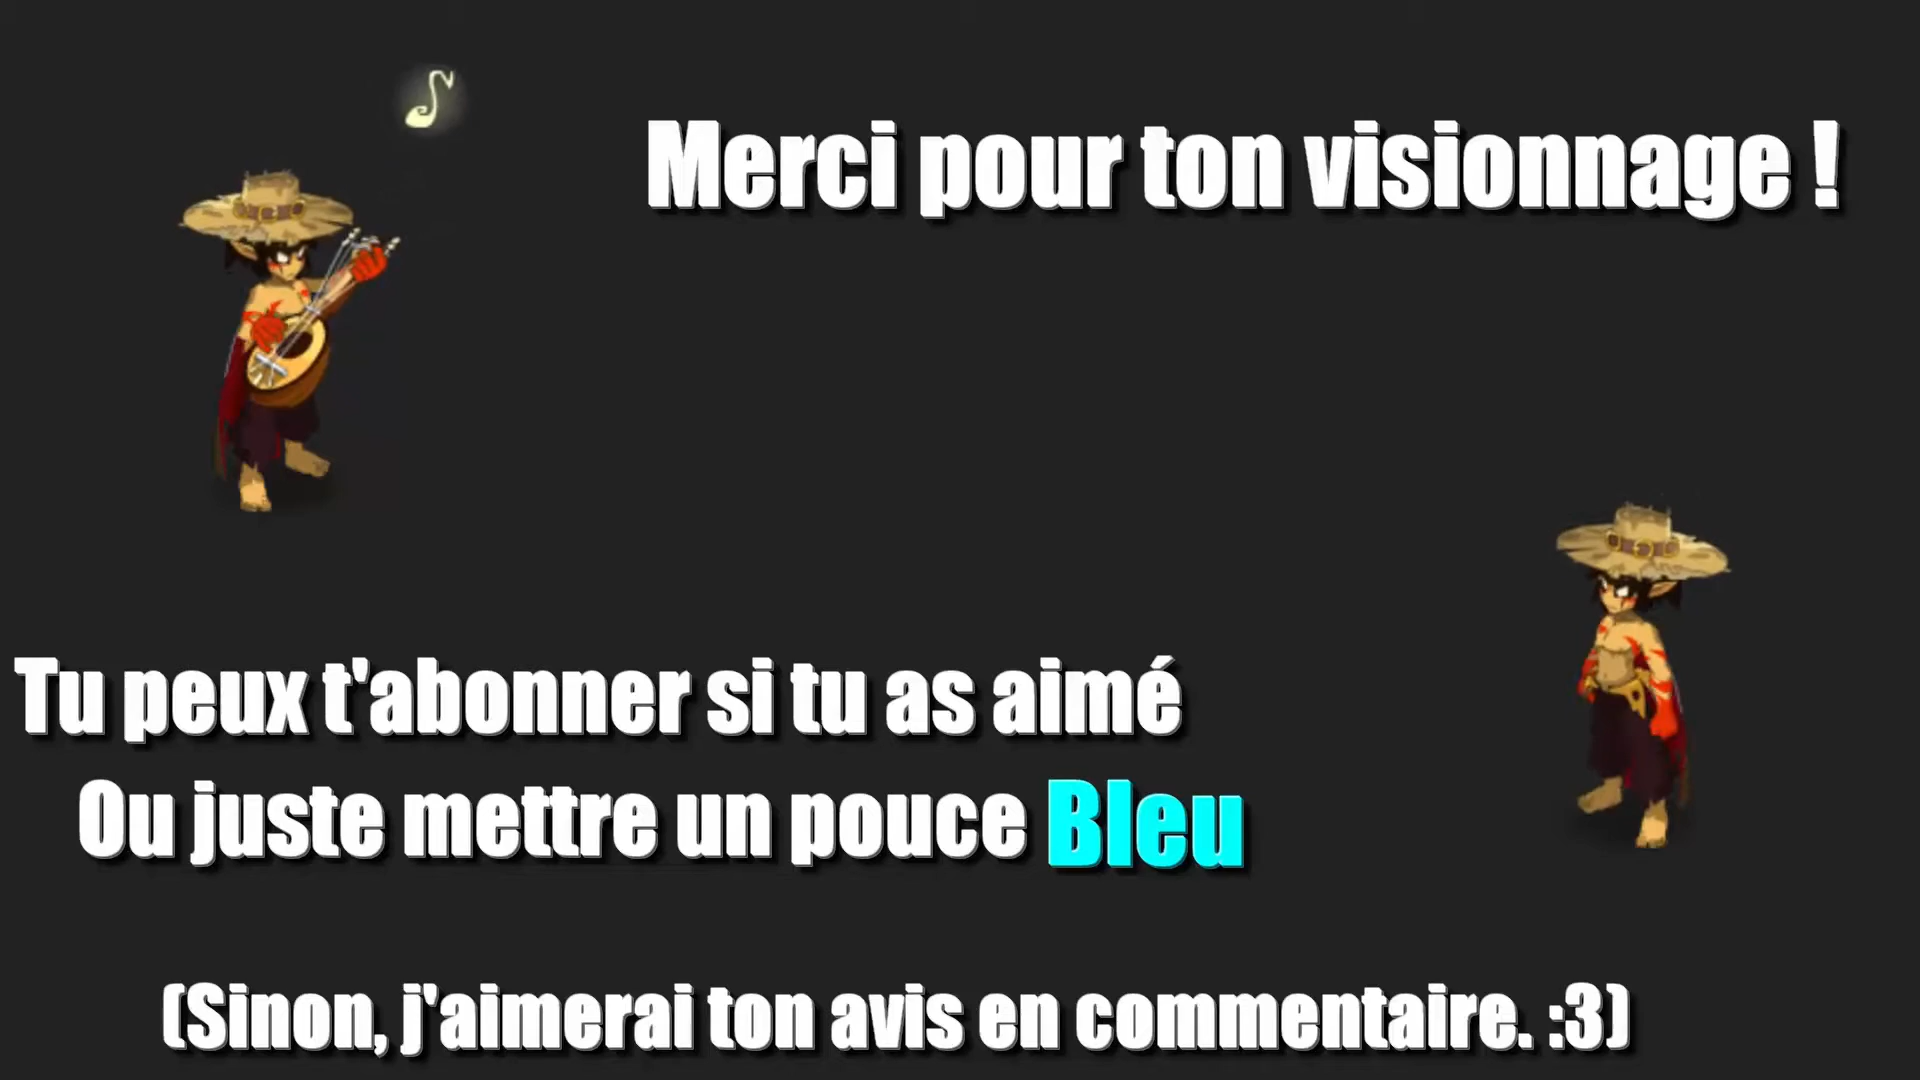 Merci pour ton visionnage !
Tu peux t'abonner si tu as aimé
Ou juste mettre un pouce Bleu
(Sinon, j'aimerai ton avis en commentaire. :3)